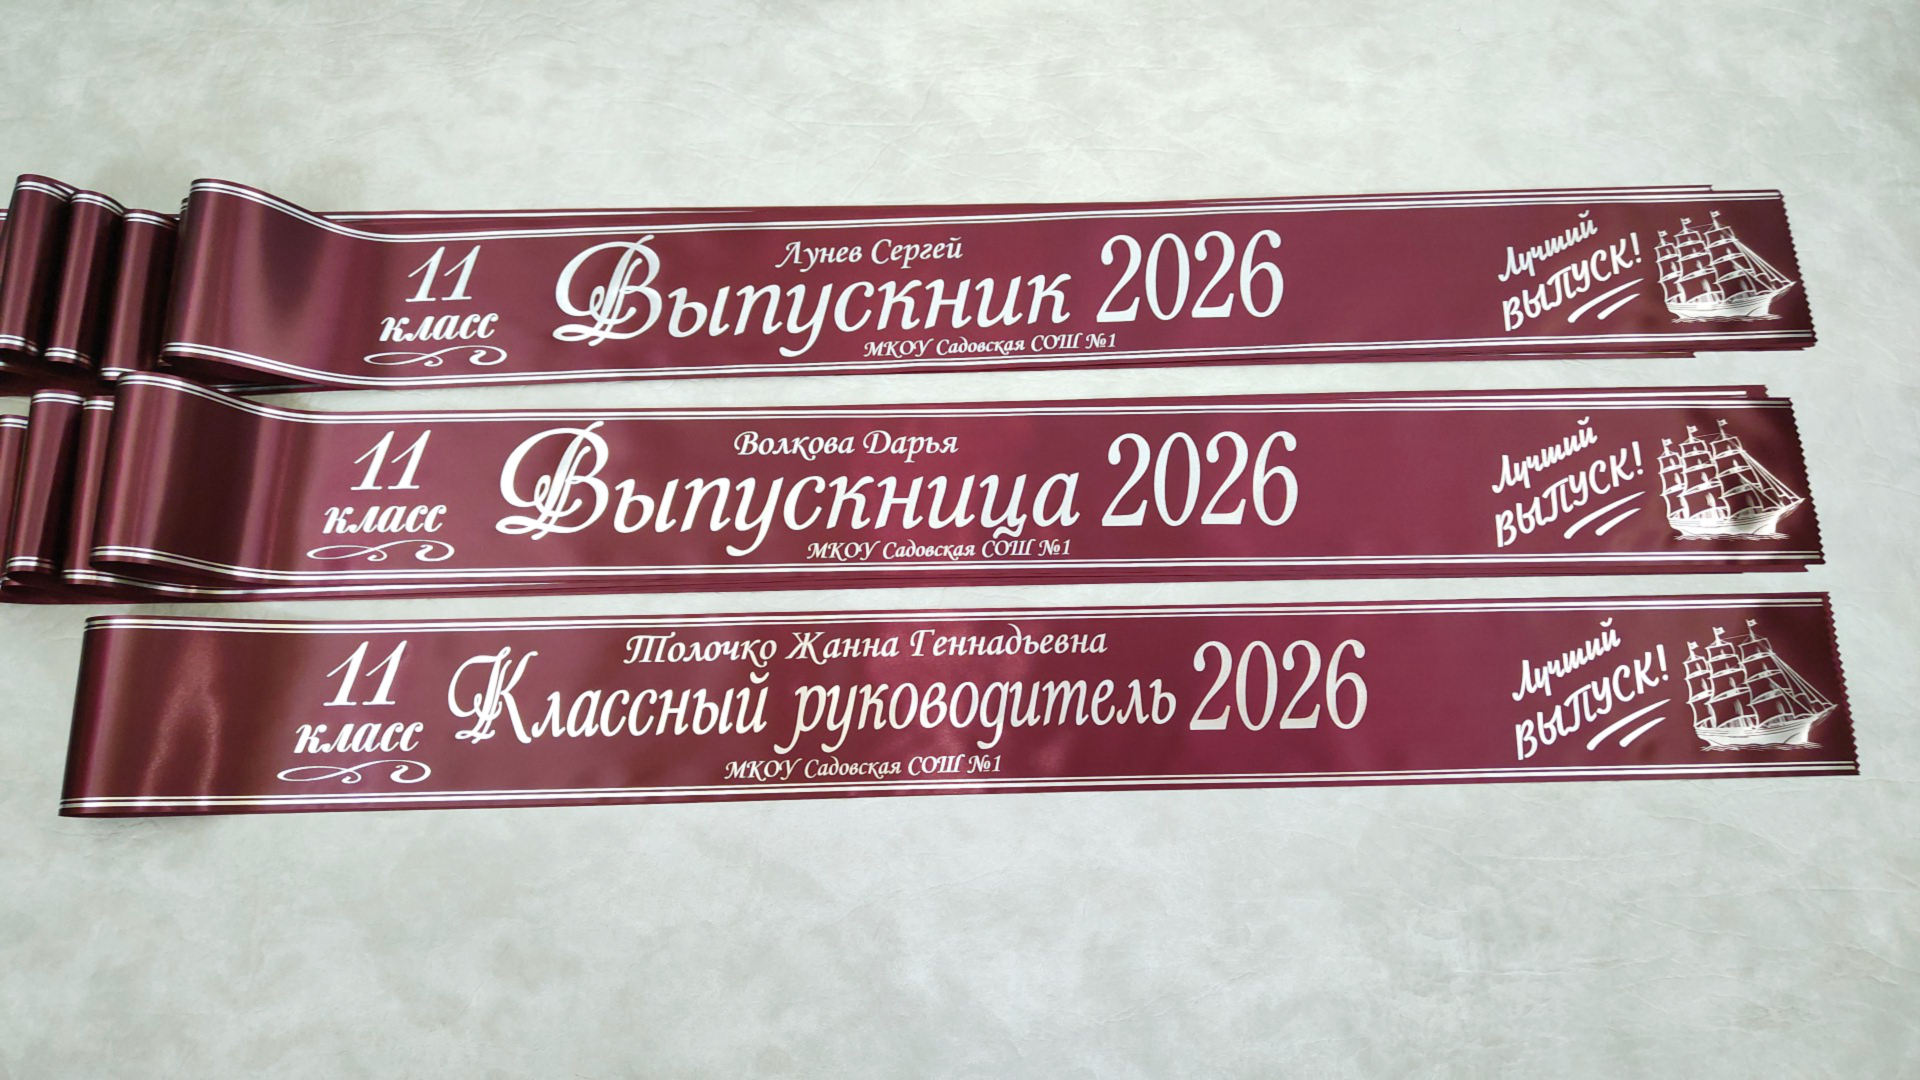 11
класс
Лунев Сергей
Выпускник 2026
МКОУ Садовская СОШ №1
Лучший
ВЫПУСК!
11
класс
Волкова Дарья
Выпускница 2026
МКОУ Садовская СОШ №1
Лучший
ВЫПУСК!
11
класс
Толочко Жанна Геннадьевна
Классный руководитель 2026
МКОУ Садовская СОШ №1
Лучший
ВЫПУСК!